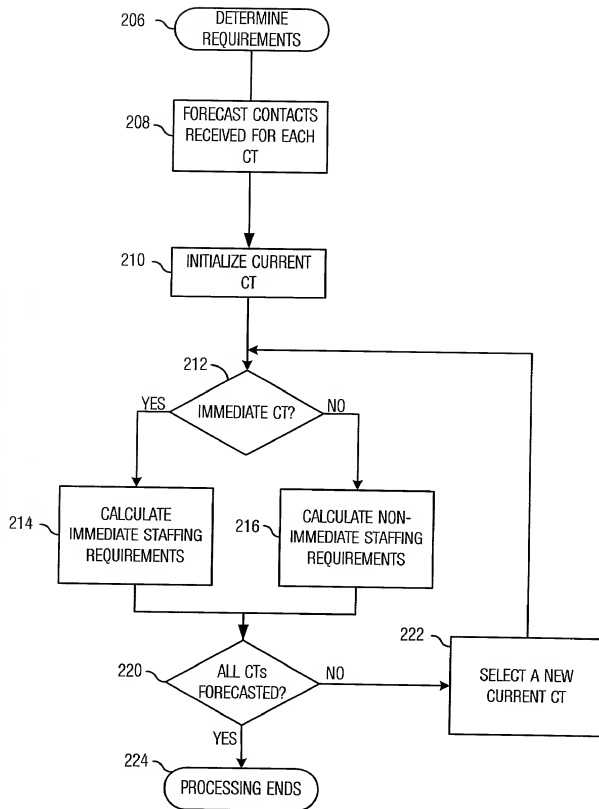 206
DETERMINE
REQUIREMENTS
208
FORECAST CONTACTS
RECEIVED FOR EACH
CT
210
INITIALIZE CURRENT
CT
212
IMMEDIATE CT?
YES
NO
214
CALCULATE
IMMEDIATE STAFFING
REQUIREMENTS
216
CALCULATE NON-
IMMEDIATE STAFFING
REQUIREMENTS
220
ALL CTs
FORECASTED?
NO
222
SELECT A NEW
CURRENT CT
YES
224
PROCESSING ENDS